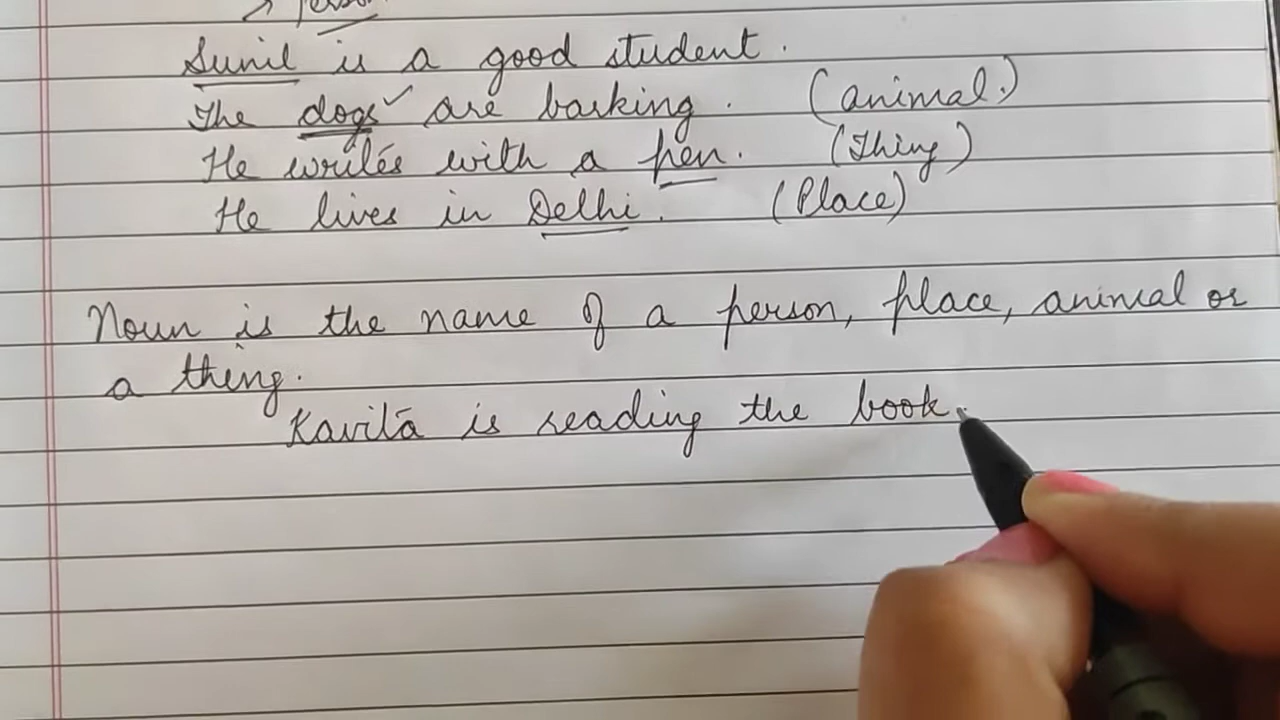 → person
Sunil is a good student.
The dogs✓ are barking. (animal.)
He writes with a pen. (Thing)
He lives in Delhi. (Place)
Noun is the name of a person, place, animal or
a thing.
Kavita is reading the book.